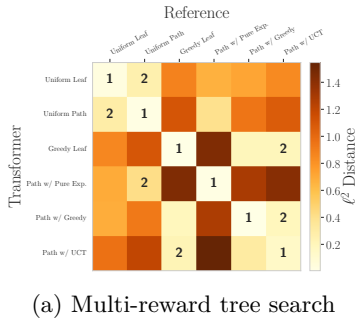 Reference
Uniform Leaf
Uniform Path
Greedy Leaf
Path w/ Pure Exp.
Path w/ Greedy
Path w/ UCT
Transformer
Uniform Leaf
1 2
Uniform Path
2 1
Greedy Leaf
1 2
Path w/ Pure Exp.
2 1
Path w/ Greedy
1 2
Path w/ UCT
2 1
1.4
1.2
1.0
0.8
0.6
0.4
0.2
ℓ² Distance
(a) Multi-reward tree search